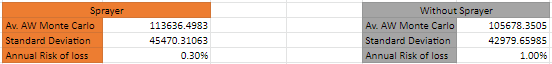 Sprayer
Av. AW Monte Carlo 113636.4983
Standard Deviation 45470.31063
Annual Risk of loss 0.30%
Without Sprayer
Av. AW Monte Carlo 105678.3505
Standard Deviation 42979.65985
Annual Risk of loss 1.00%